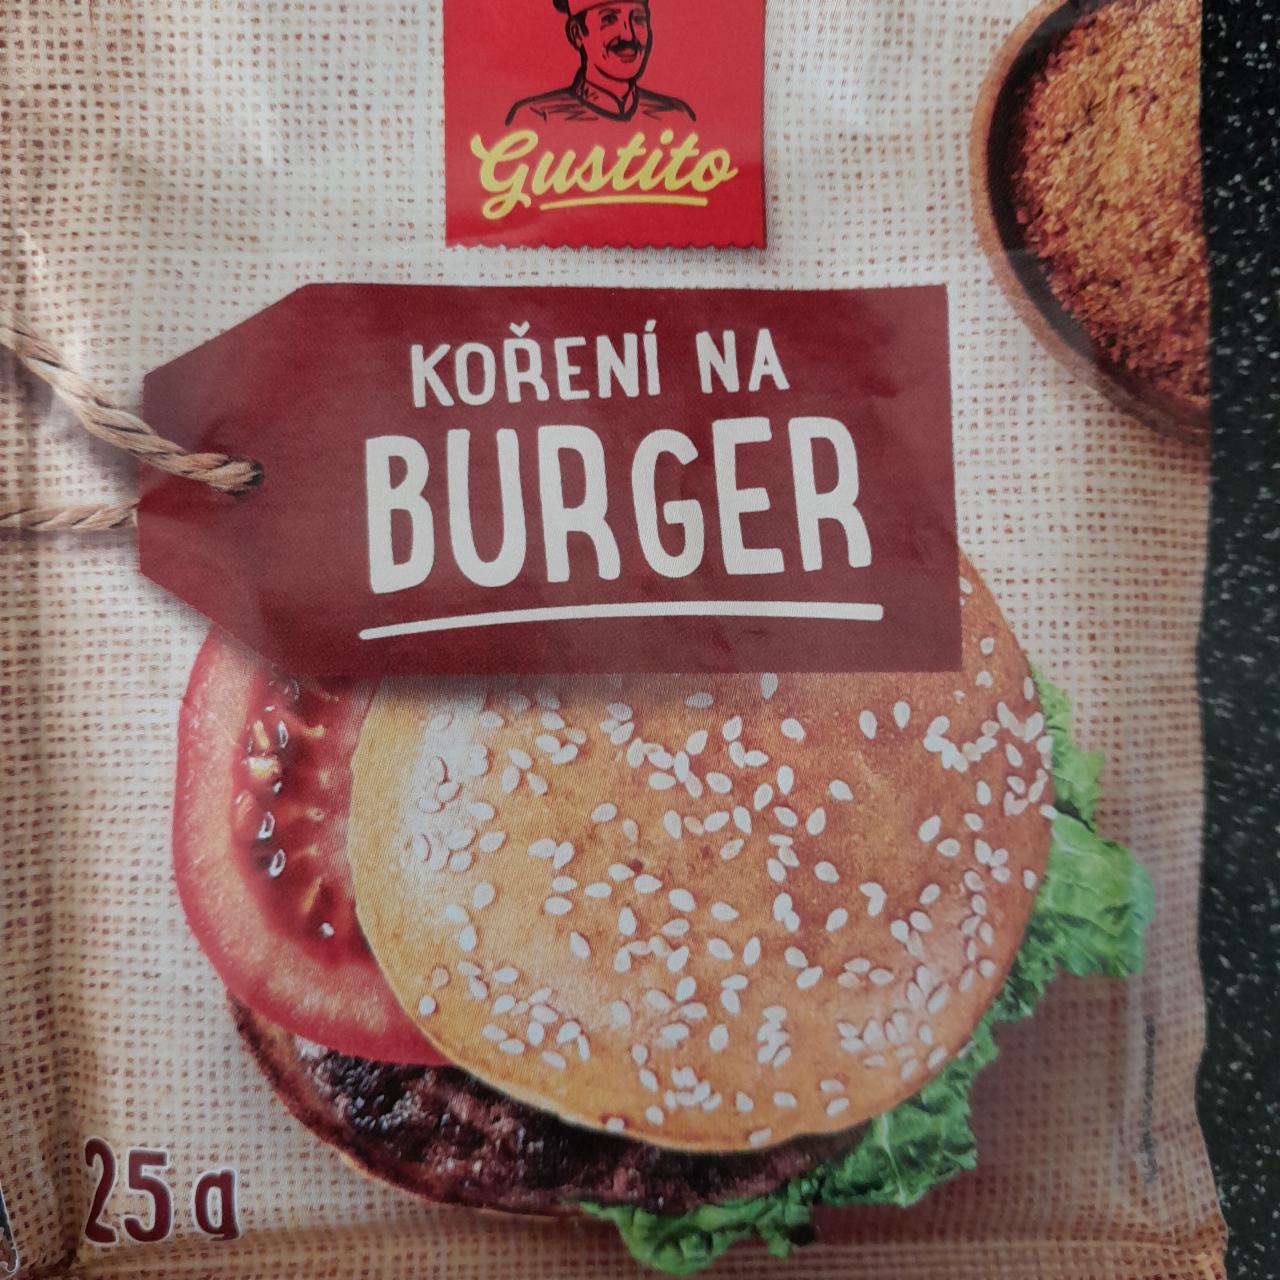 Gustito
KOŘENÍ NA
BURGER
25 g